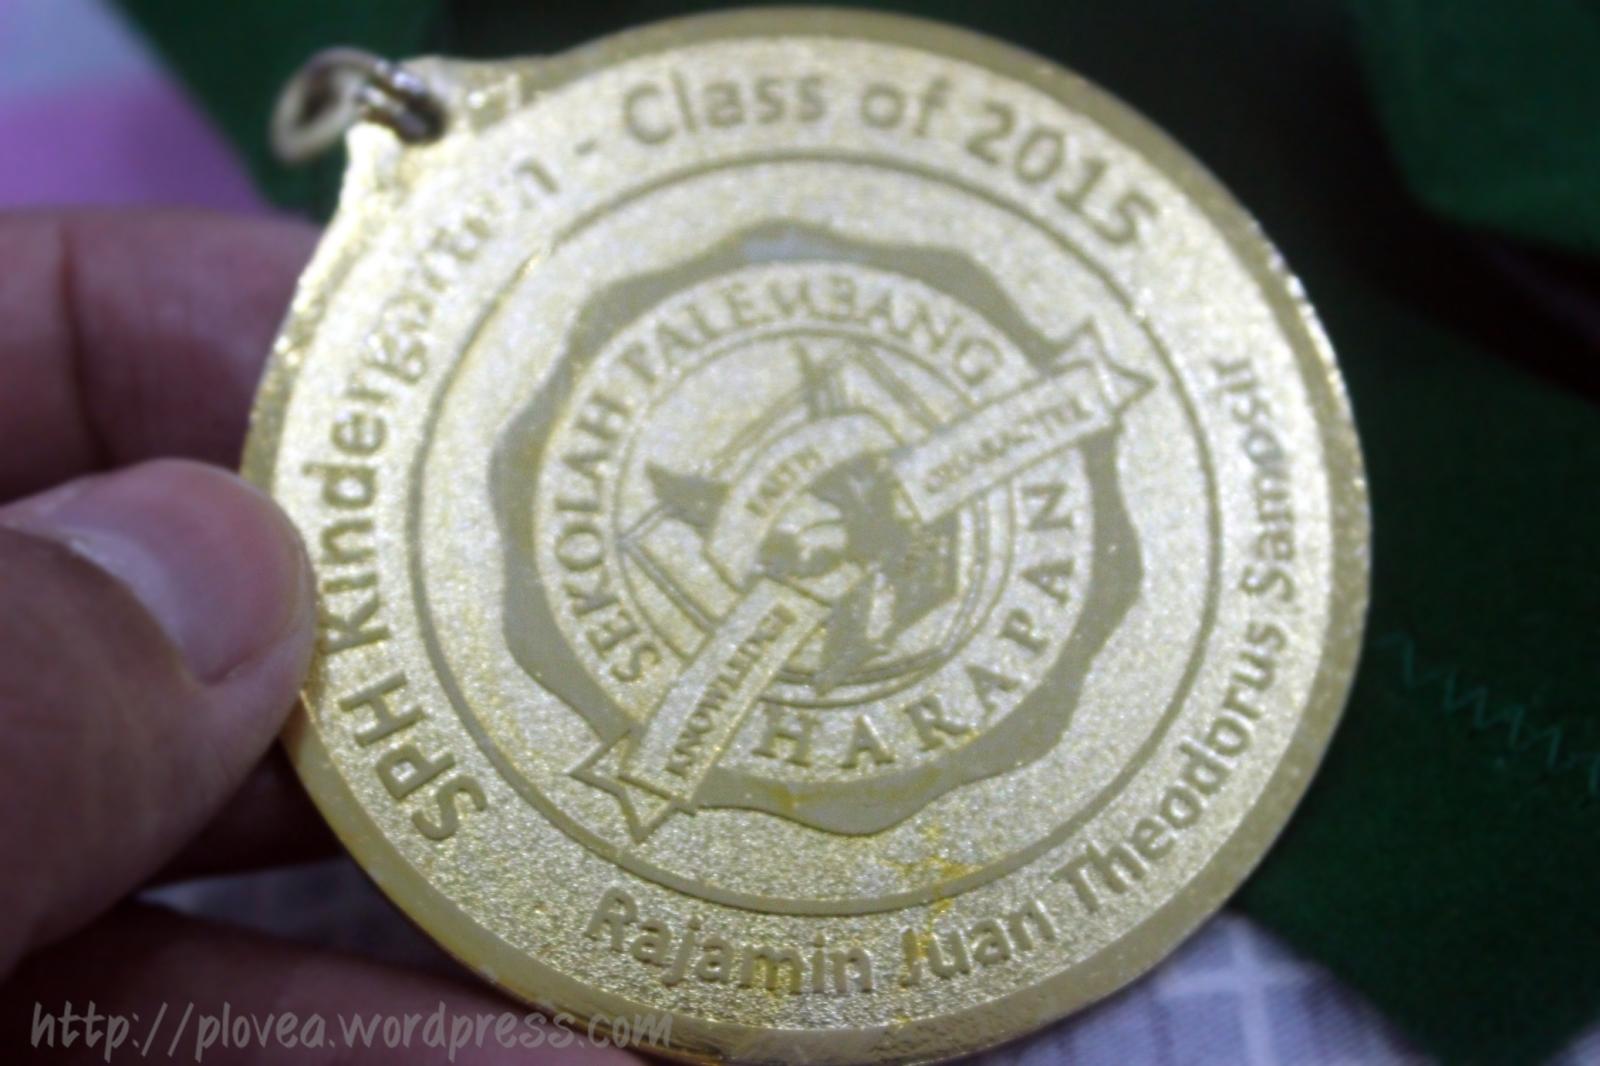 SPH Kindergarten - Class of 2015
SEKOLAH PALEMBANG
HARAPAN
FAITH
CHARACTER
KNOWLEDGE
Rajamin Juan Theodorus Samosir
http://plovea.wordpress.com